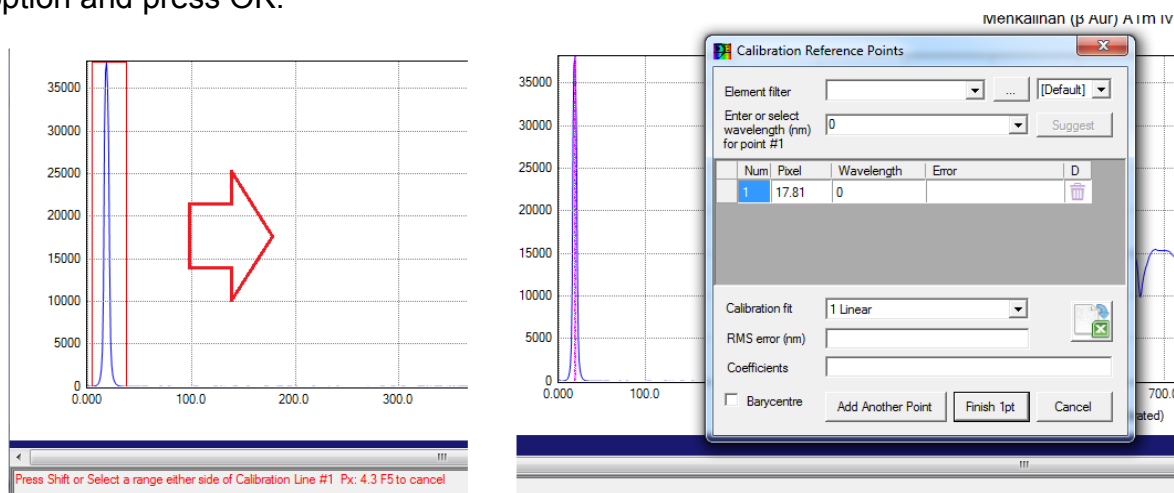 option and press OK.
Menkalinan (β Aur) A1m IV
35000
30000
25000
20000
15000
10000
5000
0
0.000 100.0 200.0 300.0
Press Shift or Select a range either side of Calibration Line #1 Px: 4.3 F5 to cancel
35000
30000
25000
20000
15000
10000
5000
0
0.000 100.0 700.0
ated)
Calibration Reference Points
Element filter ... [Default]
Enter or select
wavelength (nm) 0 Suggest
for point #1
Num Pixel Wavelength Error D
1 17.81 0
Calibration fit 1 Linear
RMS error (nm)
Coefficients
Barycentre Add Another Point Finish 1pt Cancel